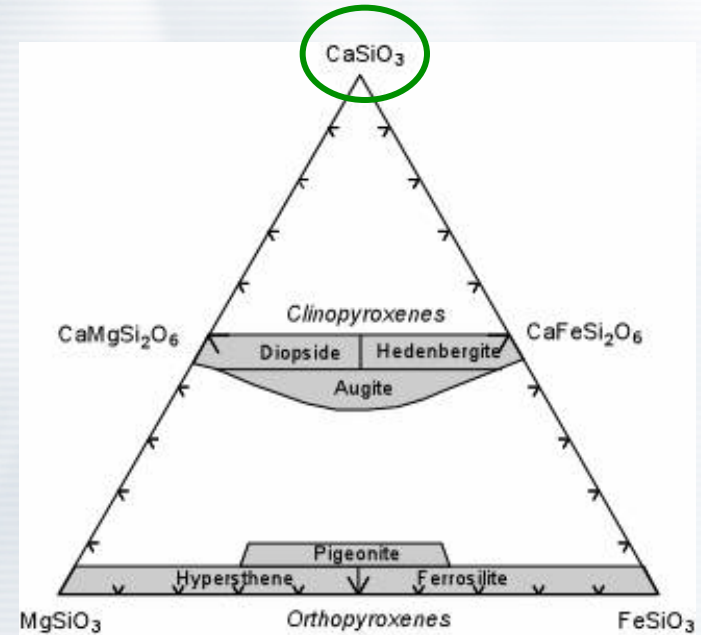 CaSiO₃
Clinopyroxenes
CaMgSi₂O₆
CaFeSi₂O₆
Diopside
Hedenbergite
Augite
Pigeonite
Hypersthene
Ferrosilite
MgSiO₃
Orthopyroxenes
FeSiO₃